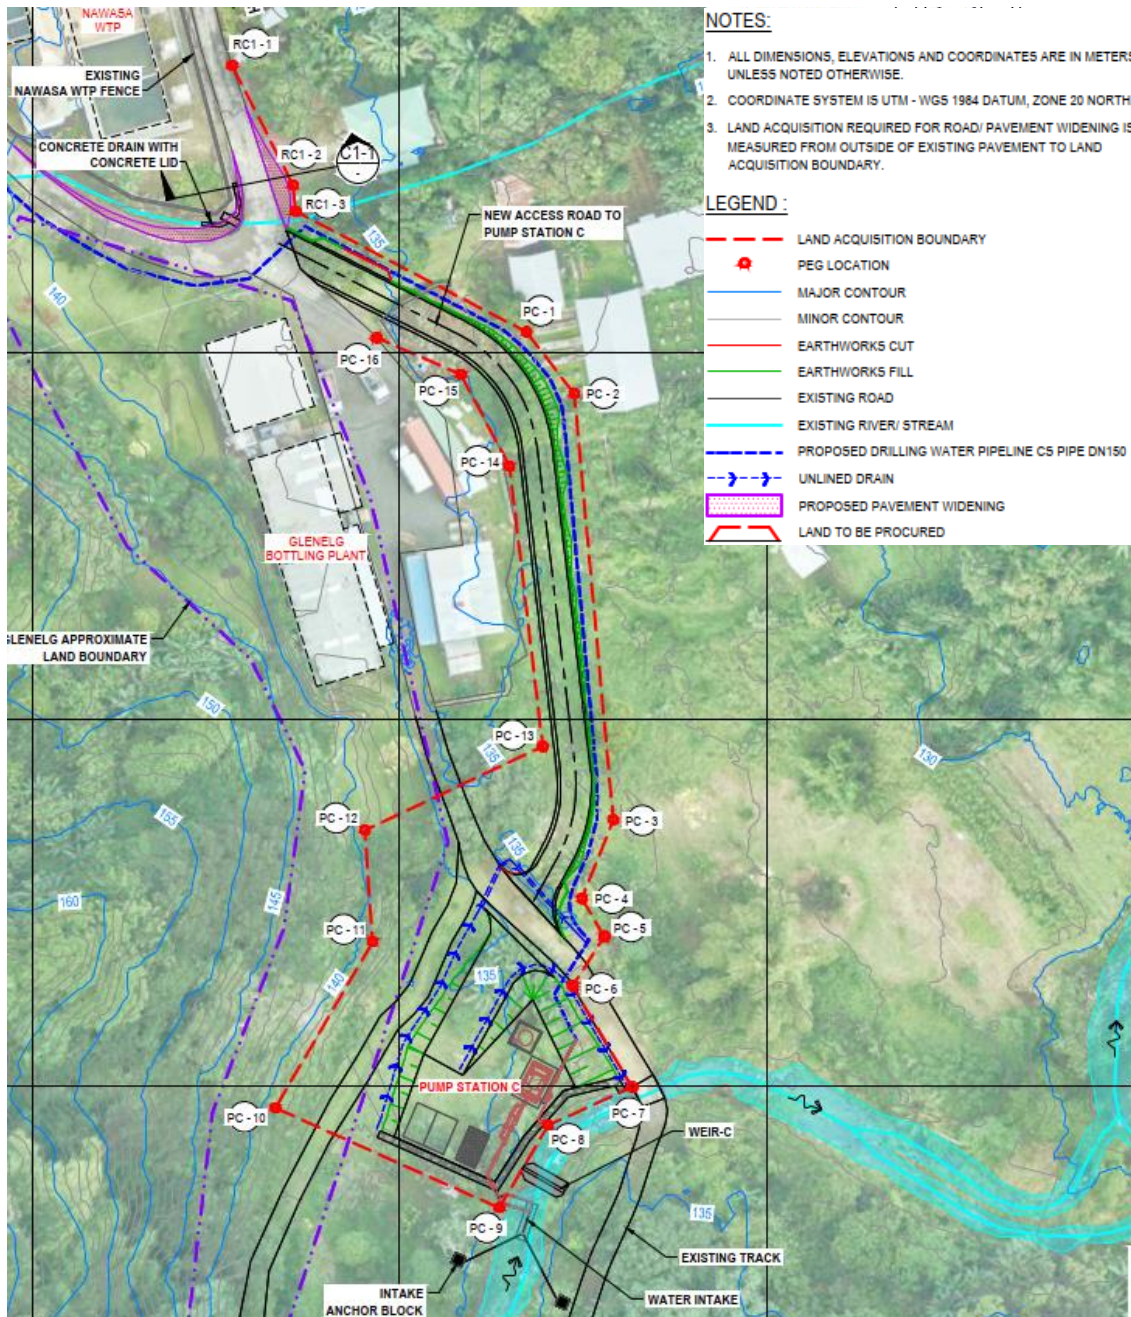 NOTES:
1. ALL DIMENSIONS, ELEVATIONS AND COORDINATES ARE IN METERS
UNLESS NOTED OTHERWISE.
2. COORDINATE SYSTEM IS UTM - WGS 1984 DATUM, ZONE 20 NORTH
3. LAND ACQUISITION REQUIRED FOR ROAD/ PAVEMENT WIDENING IS
MEASURED FROM OUTSIDE OF EXISTING PAVEMENT TO LAND
ACQUISITION BOUNDARY.
LEGEND :
LAND ACQUISITION BOUNDARY
PEG LOCATION
MAJOR CONTOUR
MINOR CONTOUR
EARTHWORKS CUT
EARTHWORKS FILL
EXISTING ROAD
EXISTING RIVER/ STREAM
PROPOSED DRILLING WATER PIPELINE CS PIPE DN150
UNLINED DRAIN
PROPOSED PAVEMENT WIDENING
LAND TO BE PROCURED
NAWASA
WTP
RC1 - 1
EXISTING
NAWASA WTP FENCE
CONCRETE DRAIN WITH
CONCRETE LID
C1-1
-
RC1 - 2
RC1 - 3
NEW ACCESS ROAD TO
PUMP STATION C
135
140
PC - 1
PC - 16
PC - 15
PC - 2
PC - 14
GLENELG
BOTTLING PLANT
GLENELG APPROXIMATE
LAND BOUNDARY
150
PC - 13
135
130
155
PC - 12
PC - 3
135
160
145
PC - 4
PC - 11
PC - 5
140
135
PC - 6
PUMP STATION C
PC - 10
PC - 7
PC - 8
WEIR-C
PC - 9
135
EXISTING TRACK
INTAKE
ANCHOR BLOCK
WATER INTAKE